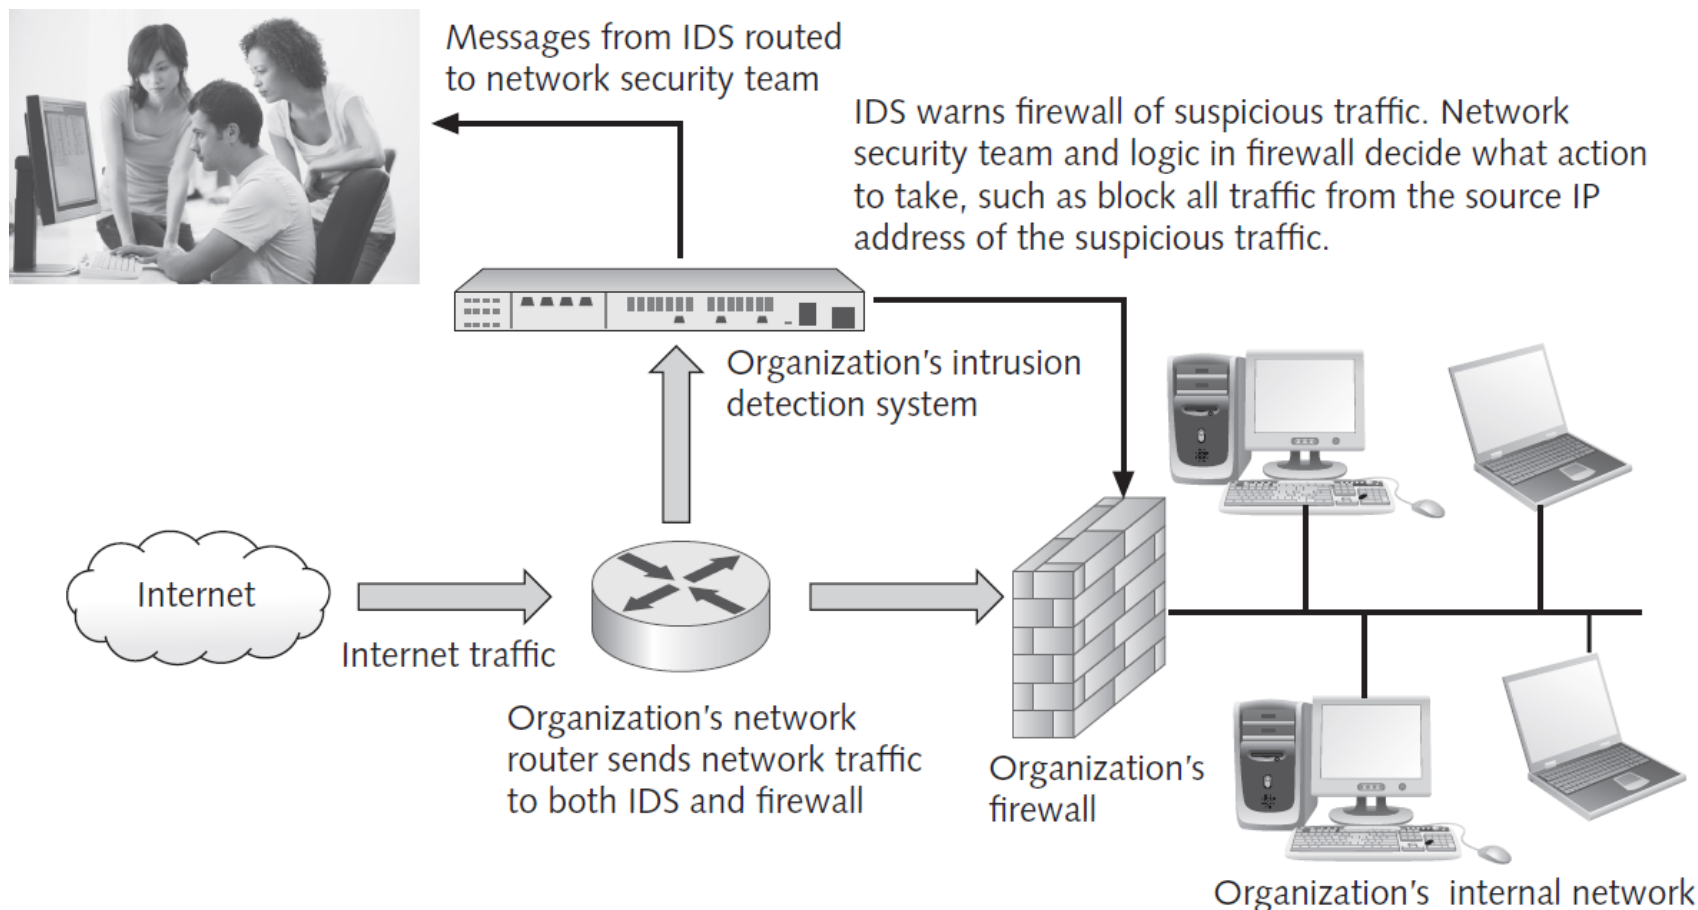 Messages from IDS routed
to network security team
IDS warns firewall of suspicious traffic. Network
security team and logic in firewall decide what action
to take, such as block all traffic from the source IP
address of the suspicious traffic.
Organization's intrusion
detection system
Internet
Internet traffic
Organization's network
router sends network traffic
to both IDS and firewall
Organization's
firewall
Organization's internal network